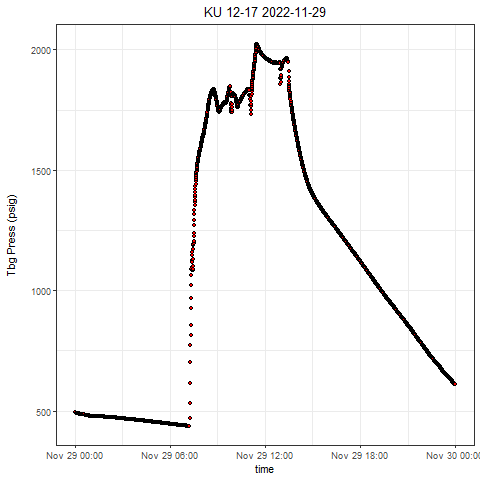 KU 12-17 2022-11-29
Tbg Press (psig)
2000
1500
1000
500
Nov 29 00:00 Nov 29 06:00 Nov 29 12:00 Nov 29 18:00 Nov 30 00:00
time